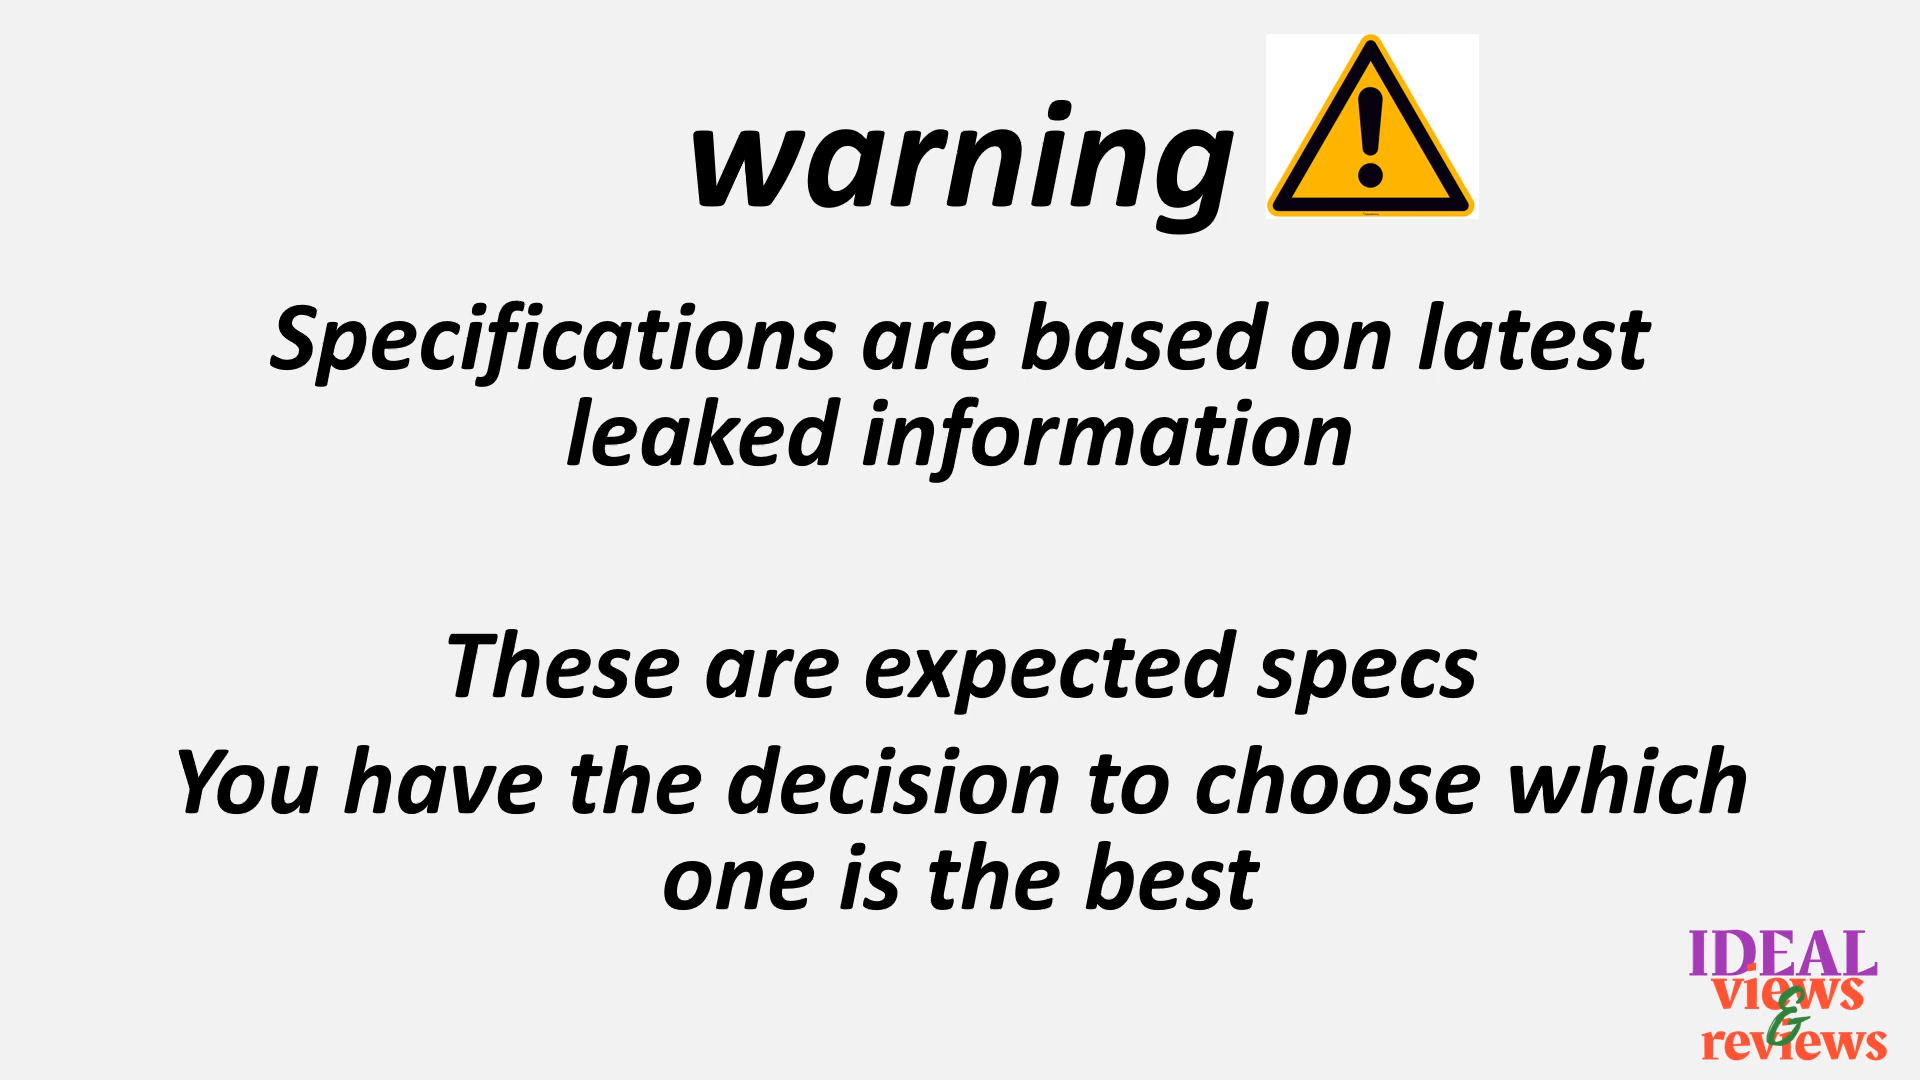 warning
Specifications are based on latest
leaked information
These are expected specs
You have the decision to choose which
one is the best
IDEAL
views
&
reviews